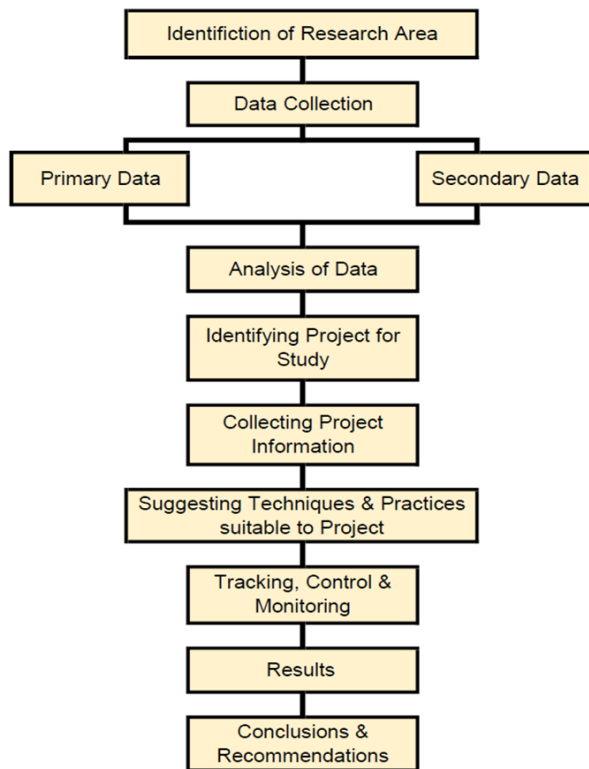 Identifiction of Research Area
Data Collection
Primary Data
Secondary Data
Analysis of Data
Identifying Project for
Study
Collecting Project
Information
Suggesting Techniques & Practices
suitable to Project
Tracking, Control &
Monitoring
Results
Conclusions &
Recommendations